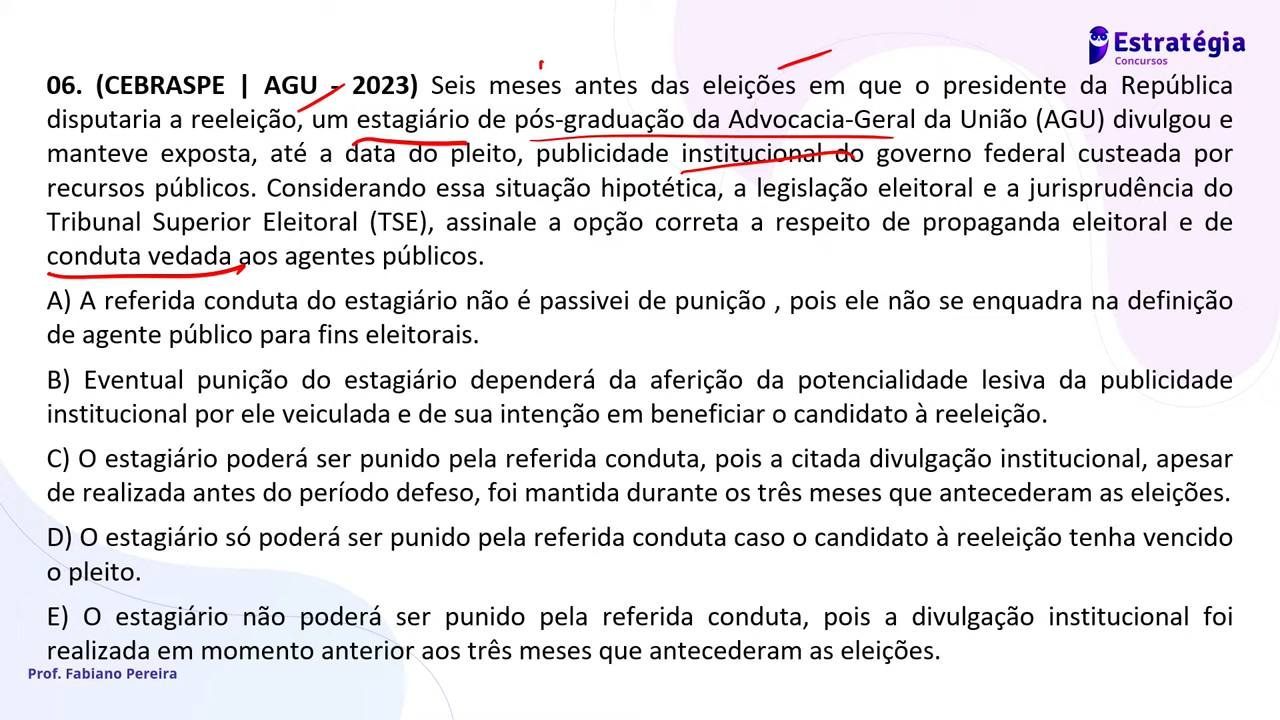 Estratégia
Concursos
06. (CEBRASPE | AGU - 2023) Seis meses antes das eleições em que o presidente da República
disputaria a reeleição, um estagiário de pós-graduação da Advocacia-Geral da União (AGU) divulgou e
manteve exposta, até a data do pleito, publicidade institucional do governo federal custeada por
recursos públicos. Considerando essa situação hipotética, a legislação eleitoral e a jurisprudência do
Tribunal Superior Eleitoral (TSE), assinale a opção correta a respeito de propaganda eleitoral e de
conduta vedada aos agentes públicos.
A) A referida conduta do estagiário não é passivei de punição , pois ele não se enquadra na definição
de agente público para fins eleitorais.
B) Eventual punição do estagiário dependerá da aferição da potencialidade lesiva da publicidade
institucional por ele veiculada e de sua intenção em beneficiar o candidato à reeleição.
C) O estagiário poderá ser punido pela referida conduta, pois a citada divulgação institucional, apesar
de realizada antes do período defeso, foi mantida durante os três meses que antecederam as eleições.
D) O estagiário só poderá ser punido pela referida conduta caso o candidato à reeleição tenha vencido
o pleito.
E) O estagiário não poderá ser punido pela referida conduta, pois a divulgação institucional foi
realizada em momento anterior aos três meses que antecederam as eleições.
Prof. Fabiano Pereira